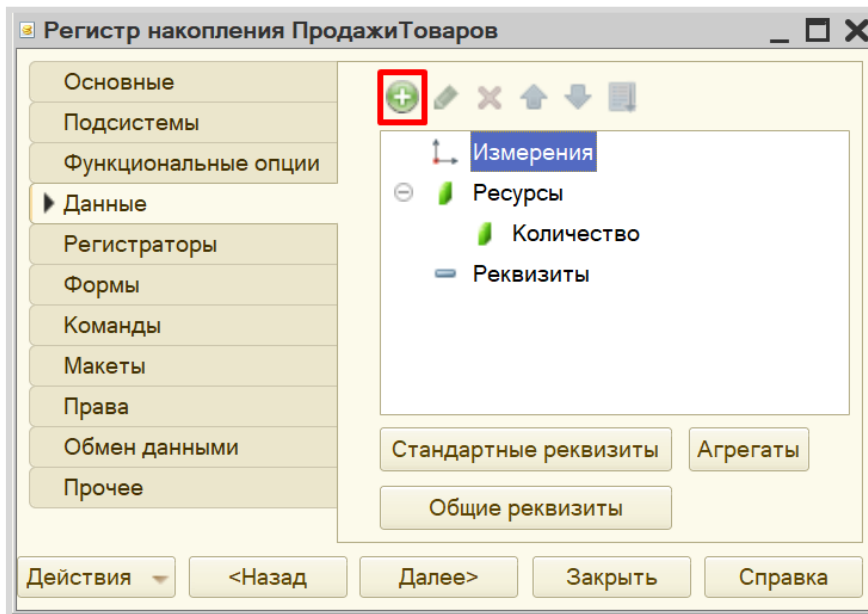 Регистр накопления ПродажиТоваров
Основные
Подсистемы
Функциональные опции
Данные
Регистраторы
Формы
Команды
Макеты
Права
Обмен данными
Прочее
Измерения
Ресурсы
Количество
Реквизиты
Стандартные реквизиты
Агрегаты
Общие реквизиты
Действия
<Назад
Далее>
Закрыть
Справка